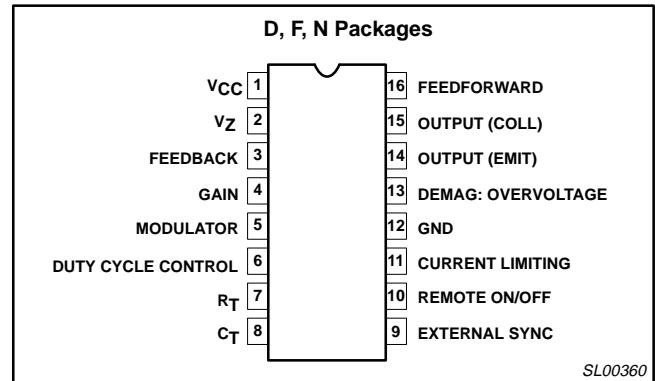 D, F, N Packages
VCC 1 16 FEEDFORWARD
VZ 2 15 OUTPUT (COLL)
FEEDBACK 3 14 OUTPUT (EMIT)
GAIN 4 13 DEMAG: OVERVOLTAGE
MODULATOR 5 12 GND
DUTY CYCLE CONTROL 6 11 CURRENT LIMITING
RT 7 10 REMOTE ON/OFF
CT 8 9 EXTERNAL SYNC
SL00360